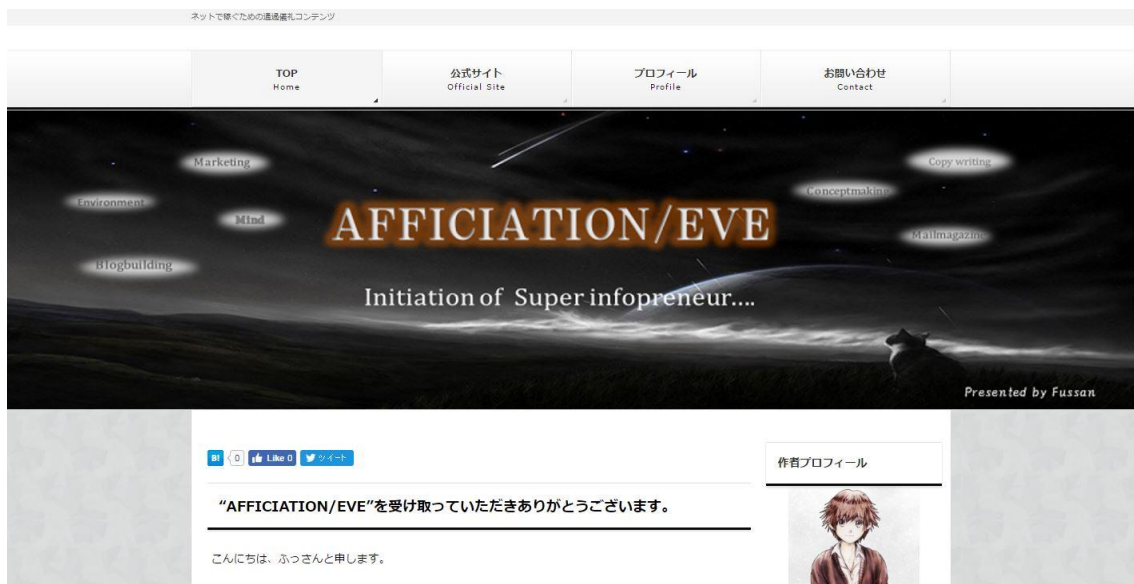 ネットで稼ぐための通過儀礼コンテンツ
TOP
Home
公式サイト
Official Site
プロフィール
Profile
お問い合わせ
Contact
Marketing
Copy writing
Environment
Conceptmaking
Mind
AFFICIATION/EVE
Mailmagazine
Blogbuilding
Initiation of Super infopreneur....
Presented by Fussan
B! 0 Like 0 ツイート
作者プロフィール
“AFFICIATION/EVE”を受け取っていただきありがとうございます。
こんにちは、ふっさんと申します。